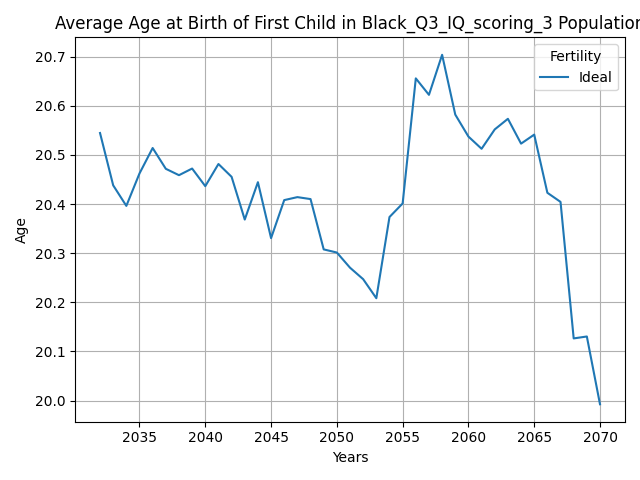 Average Age at Birth of First Child in Black_Q3_IQ_scoring_3 Population
Fertility
Ideal
20.7
20.6
20.5
20.4
20.3
20.2
20.1
20.0
Age
2035 2040 2045 2050 2055 2060 2065 2070
Years